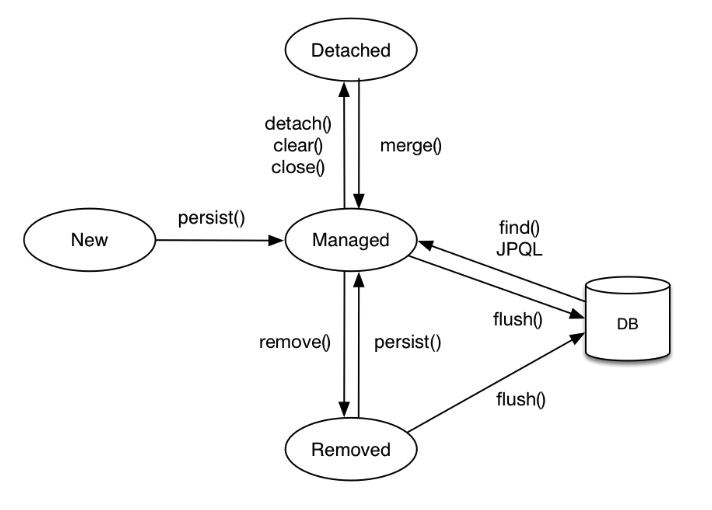 Detached
detach()
clear()
close()
merge()
persist()
New
Managed
find()
JPQL
flush()
DB
remove()
persist()
flush()
Removed